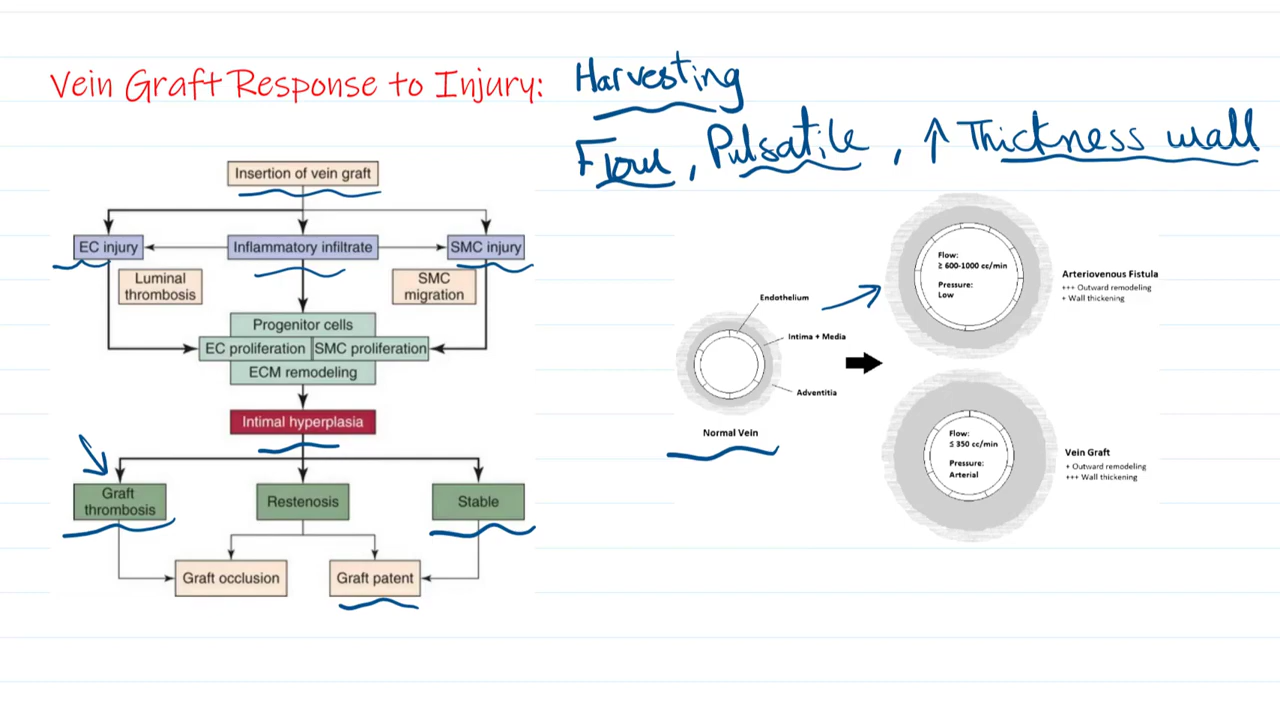 Vein Graft Response to Injury:
Harvesting
Flow, Pulsatile, ↑ Thickness wall
Insertion of vein graft
EC injury
Inflammatory infiltrate
SMC injury
Luminal
thrombosis
SMC
migration
Progenitor cells
EC proliferation
SMC proliferation
ECM remodeling
Intimal hyperplasia
Graft
thrombosis
Restenosis
Stable
Graft occlusion
Graft patent
Endothelium
Intima + Media
Adventitia
Normal Vein
Flow:
≥ 600-1000 cc/min
Pressure:
Low
Arteriovenous Fistula
+++ Outward remodeling
+ Wall thickening
Flow:
≤ 350 cc/min
Pressure:
Arterial
Vein Graft
+ Outward remodeling
+++ Wall thickening